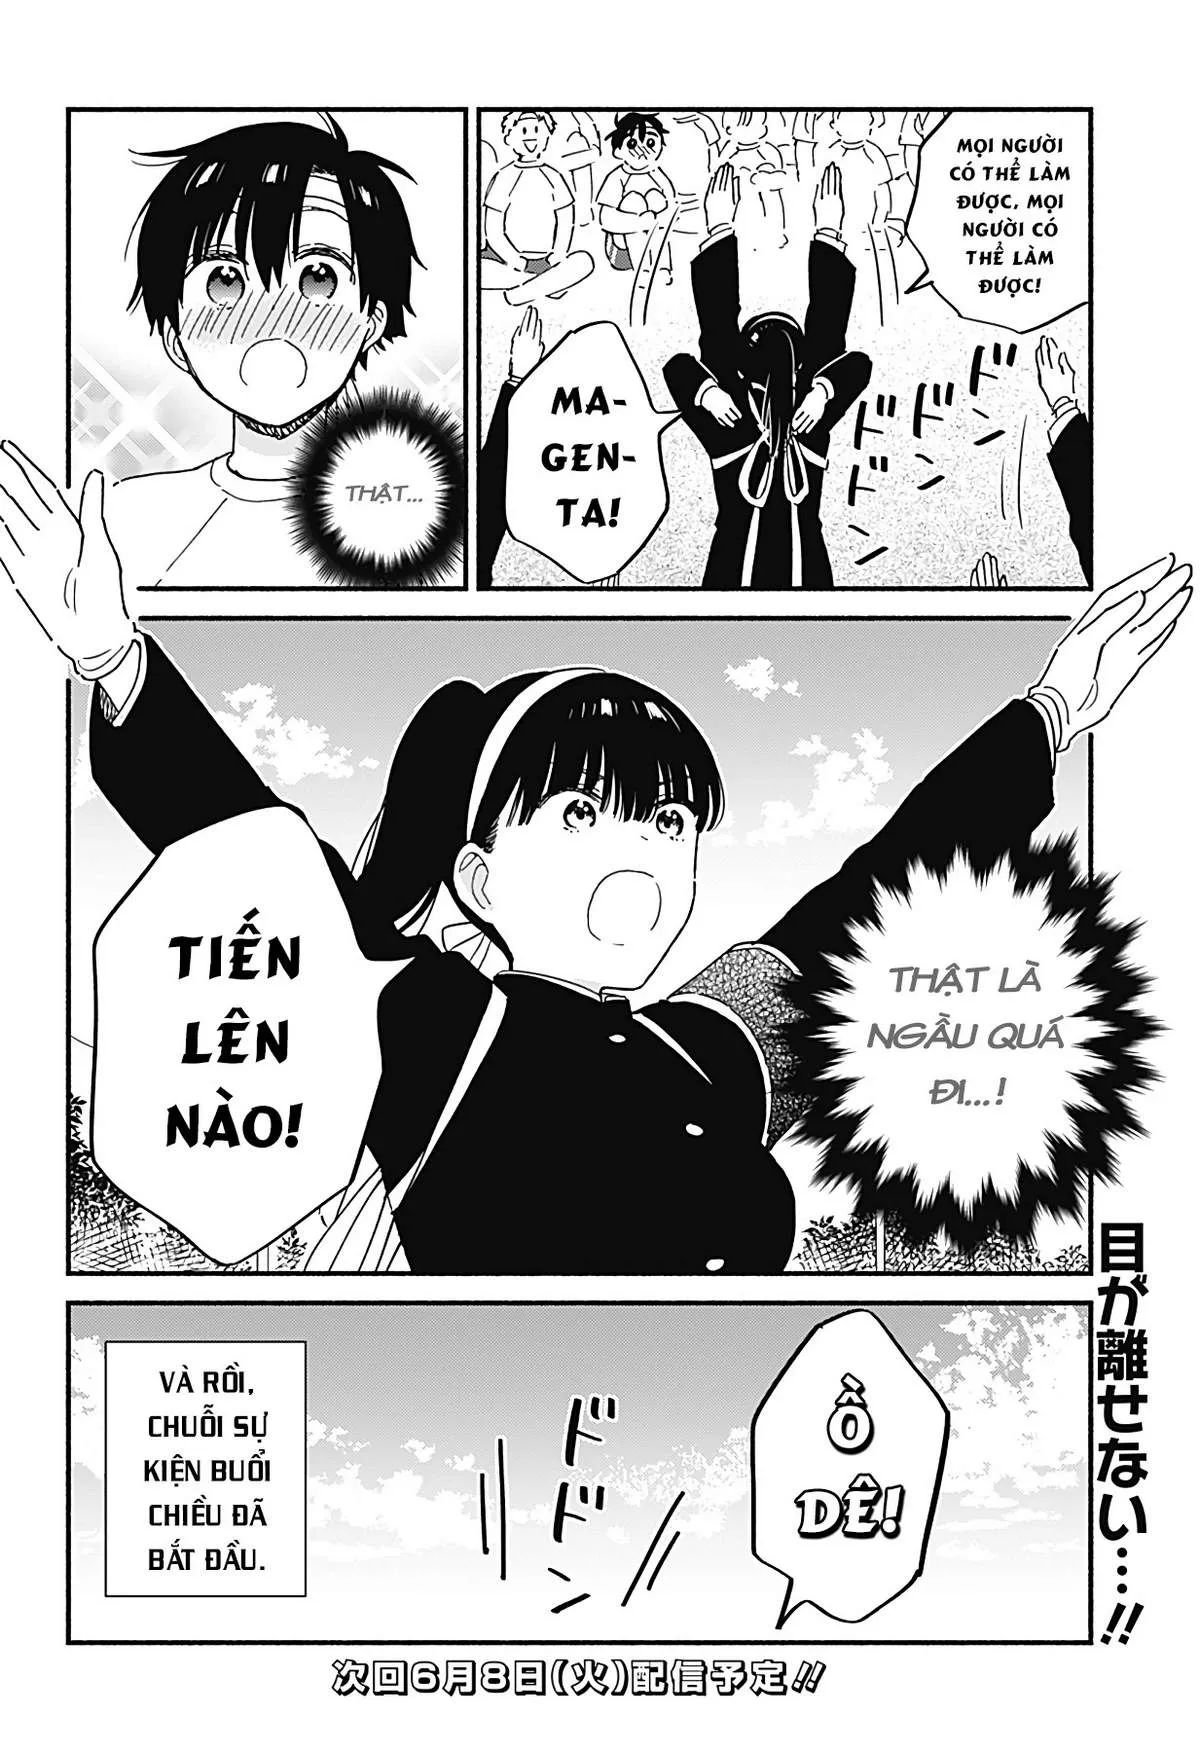 MỌI NGƯỜI
CÓ THỂ LÀM
ĐƯỢC, MỌI
NGƯỜI CÓ
THỂ LÀM
ĐƯỢC!
ドドン
ドン
MA-
GEN-
TA!
THẬT...
TIẾN
LÊN
NÀO!
THẬT LÀ
NGẦU QUÁ
ĐI...!
目が離せない…!!
Ồ
DÊ!
ドン
VÀ RỒI,
CHUỖI SỰ
KIỆN BUỔI
CHIỀU ĐÃ
BẮT ĐẦU.
次回6月8日(火)配信予定!!